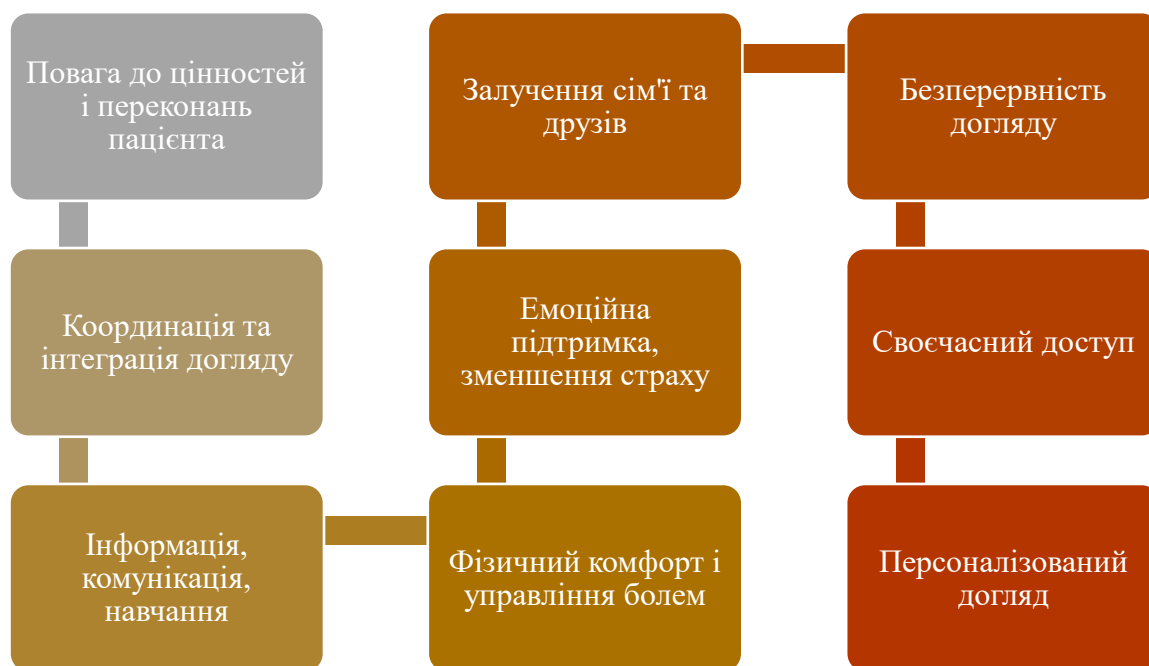 Повага до цінностей
і переконань
пацієнта
Координація та
інтеграція догляду
Інформація,
комунікація,
навчання
Фізичний комфорт і
управління болем
Емоційна
підтримка,
зменшення страху
Залучення сім'ї та
друзів
Безперервність
догляду
Своєчасний доступ
Персоналізований
догляд